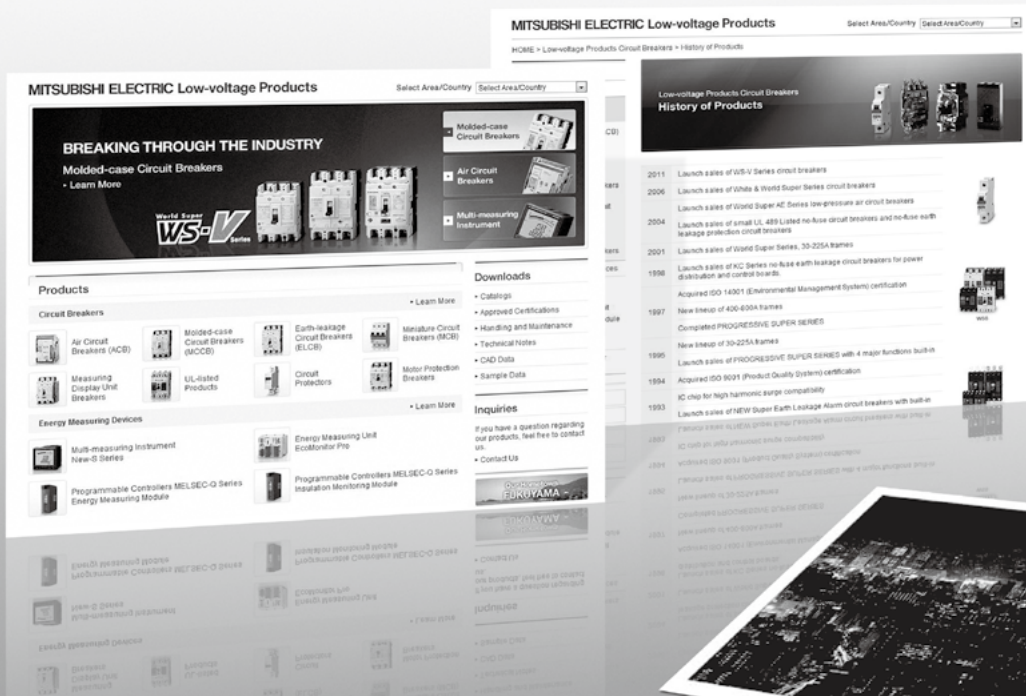 MITSUBISHI ELECTRIC Low-voltage Products
Select Area/Country
Select Area/Country
BREAKING THROUGH THE INDUSTRY
Molded-case Circuit Breakers
Learn More
World Super
WS-V Series
Molded-case
Circuit Breakers
Air Circuit
Breakers
Multi-measuring
Instrument
Products
Circuit Breakers
Learn More
Air Circuit
Breakers (ACB)
Molded-case
Circuit Breakers
(MCCB)
Earth-leakage
Circuit Breakers
(ELCB)
Miniature Circuit
Breakers (MCB)
Measuring
Display Unit
Breakers
UL-listed
Products
Circuit
Protectors
Motor Protection
Breakers
Energy Measuring Devices
Learn More
Multi-measuring Instrument
New-S Series
Energy Measuring Unit
EcoMonitor Pro
Programmable Controllers MELSEC-Q Series
Energy Measuring Module
Programmable Controllers MELSEC-Q Series
Insulation Monitoring Module
Downloads
Catalogs
Approved Certifications
Handling and Maintenance
Technical Notes
CAD Data
Sample Data
Inquiries
If you have a question regarding
our products, feel free to contact
us.
Contact Us
FUKUYAMA
MITSUBISHI ELECTRIC Low-voltage Products
Select Area/Country
Select Area/Country
HOME > Low-voltage Products Circuit Breakers > History of Products
Low-voltage Products Circuit Breakers
History of Products
2011 Launch sales of WS-V Series circuit breakers
2006 Launch sales of White & World Super Series circuit breakers
Launch sales of World Super AE Series low-pressure air circuit breakers
2004 Launch sales of small UL 489 Listed no-fuse circuit breakers and no-fuse earth
leakage protection circuit breakers
2001 Launch sales of World Super Series, 30-225A frames
1998 Launch sales of KC Series no-fuse earth leakage circuit breakers for power
distribution and control boards.
Acquired ISO 14001 (Environmental Management System) certification
1997 New lineup of 400-800A frames
Completed PROGRESSIVE SUPER SERIES
New lineup of 30-225A frames
1995 Launch sales of PROGRESSIVE SUPER SERIES with 4 major functions built-in
1994 Acquired ISO 9001 (Product Quality System) certification
IC chip for high harmonic surge compatibility
1993 Launch sales of NEW Super Earth Leakage Alarm circuit breakers with built-in